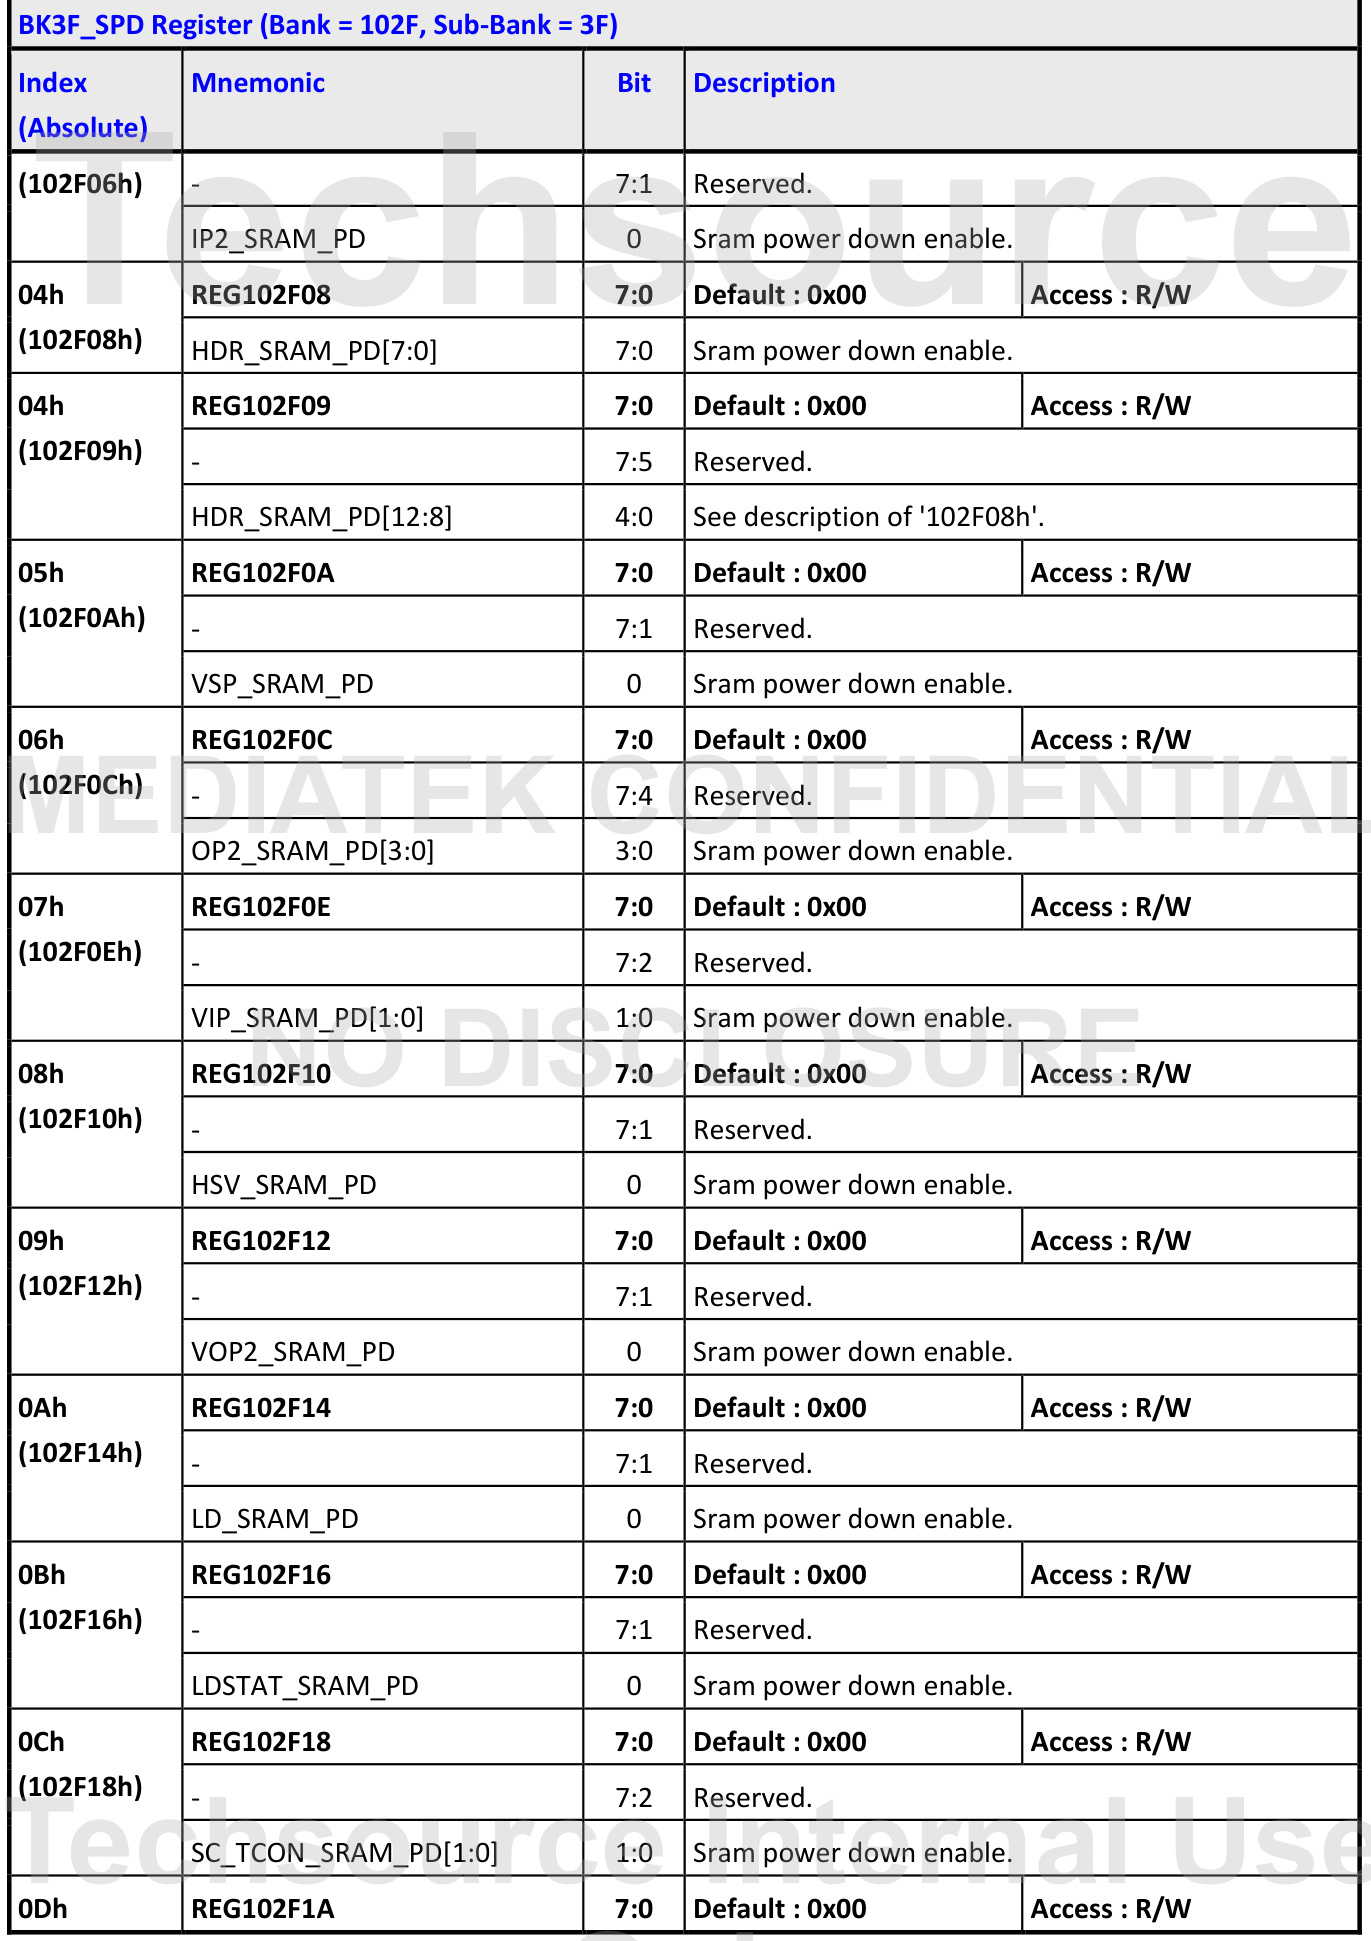 BK3F_SPD Register (Bank = 102F, Sub-Bank = 3F)
Index (Absolute) Mnemonic Bit Description
(102F06h) - 7:1 Reserved.
IP2_SRAM_PD 0 Sram power down enable.
04h (102F08h) REG102F08 7:0 Default : 0x00 Access : R/W
HDR_SRAM_PD[7:0] 7:0 Sram power down enable.
04h (102F09h) REG102F09 7:0 Default : 0x00 Access : R/W
- 7:5 Reserved.
HDR_SRAM_PD[12:8] 4:0 See description of '102F08h'.
05h (102F0Ah) REG102F0A 7:0 Default : 0x00 Access : R/W
- 7:1 Reserved.
VSP_SRAM_PD 0 Sram power down enable.
06h (102F0Ch) REG102F0C 7:0 Default : 0x00 Access : R/W
- 7:4 Reserved.
OP2_SRAM_PD[3:0] 3:0 Sram power down enable.
07h (102F0Eh) REG102F0E 7:0 Default : 0x00 Access : R/W
- 7:2 Reserved.
VIP_SRAM_PD[1:0] 1:0 Sram power down enable.
08h (102F10h) REG102F10 7:0 Default : 0x00 Access : R/W
- 7:1 Reserved.
HSV_SRAM_PD 0 Sram power down enable.
09h (102F12h) REG102F12 7:0 Default : 0x00 Access : R/W
- 7:1 Reserved.
VOP2_SRAM_PD 0 Sram power down enable.
0Ah (102F14h) REG102F14 7:0 Default : 0x00 Access : R/W
- 7:1 Reserved.
LD_SRAM_PD 0 Sram power down enable.
0Bh (102F16h) REG102F16 7:0 Default : 0x00 Access : R/W
- 7:1 Reserved.
LDSTAT_SRAM_PD 0 Sram power down enable.
0Ch (102F18h) REG102F18 7:0 Default : 0x00 Access : R/W
- 7:2 Reserved.
SC_TCON_SRAM_PD[1:0] 1:0 Sram power down enable.
0Dh REG102F1A 7:0 Default : 0x00 Access : R/W
Techsource
MEDIATEK CONFIDENTIAL
NO DISCLOSURE
Techsource Internal Use